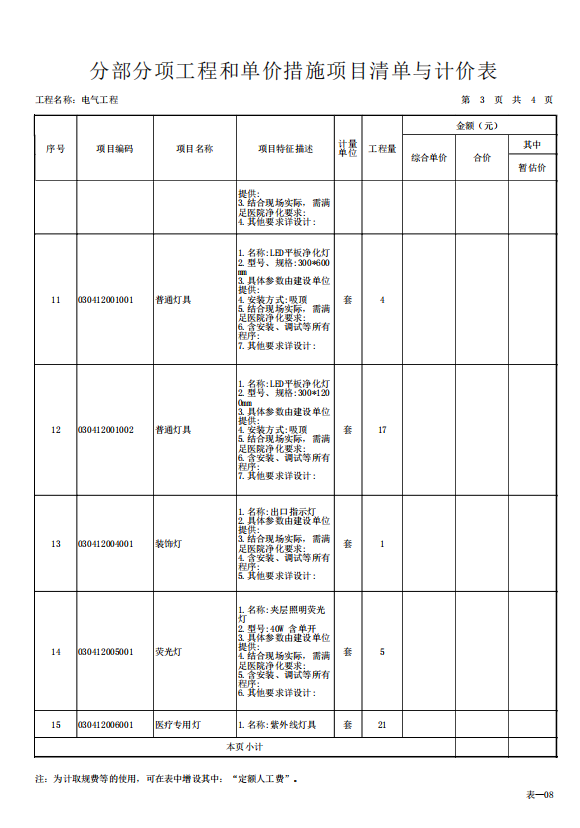 分部分项工程和单价措施项目清单与计价表
工程名称：电气工程
第 3 页 共 4 页
序号
项目编码
项目名称
项目特征描述
计量
单位
工程量
金额（元）
综合单价
合价
其中
暂估价
提供:
3.结合现场实际，需满
足医院净化要求:
4.其他要求详设计:
11
030412001001
普通灯具
1.名称:LED平板净化灯
2.型号、规格:300*600
mm
3.具体参数由建设单位
提供:
4.安装方式:吸顶
5.结合现场实际，需满
足医院净化要求:
6.含安装、调试等所有
程序:
7.其他要求详设计:
套
4
12
030412001002
普通灯具
1.名称:LED平板净化灯
2.型号、规格:300*120
0mm
3.具体参数由建设单位
提供:
4.安装方式:吸顶
5.结合现场实际，需满
足医院净化要求:
6.含安装、调试等所有
程序:
7.其他要求详设计:
套
17
13
030412004001
装饰灯
1.名称:出口指示灯
2.具体参数由建设单位
提供:
3.结合现场实际，需满
足医院净化要求:
4.含安装、调试等所有
程序:
5.其他要求详设计:
套
1
14
030412005001
荧光灯
1.名称:夹层照明荧光
灯
2.型号:40W 含单开
3.具体参数由建设单位
提供:
4.结合现场实际，需满
足医院净化要求:
5.含安装、调试等所有
程序:
6.其他要求详设计:
套
5
15
030412006001
医疗专用灯
1.名称:紫外线灯具
套
21
本页小计
注：为计取规费等的使用，可在表中增设其中：“定额人工费”。
表—08